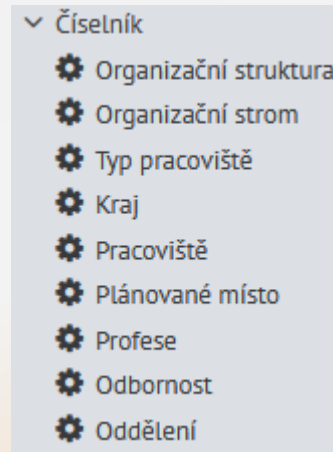 Číselník
Organizační struktura
Organizační strom
Typ pracoviště
Kraj
Pracoviště
Plánované místo
Profese
Odbornost
Oddělení